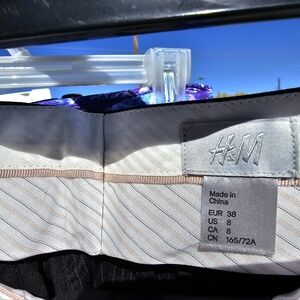 H&M
Made in
China
EUR 38
US 8
CA 8
CN 165/72A